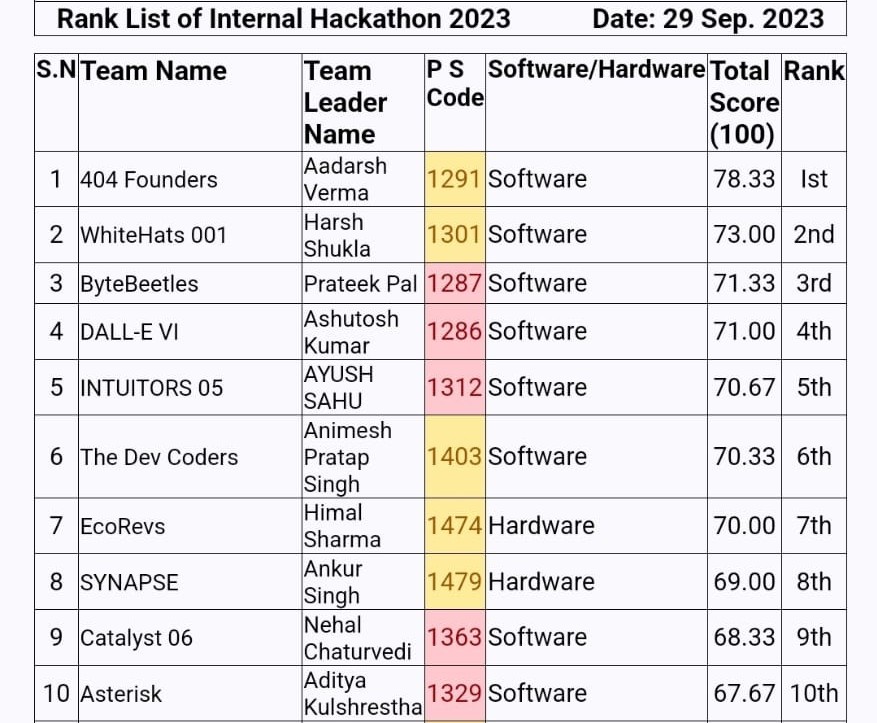 Rank List of Internal Hackathon 2023 Date: 29 Sep. 2023
S.N Team Name Team Leader Name P S Code Software/Hardware Total Score (100) Rank
1 404 Founders Aadarsh Verma 1291 Software 78.33 Ist
2 WhiteHats 001 Harsh Shukla 1301 Software 73.00 2nd
3 ByteBeetles Prateek Pal 1287 Software 71.33 3rd
4 DALL-E VI Ashutosh Kumar 1286 Software 71.00 4th
5 INTUITORS 05 AYUSH SAHU 1312 Software 70.67 5th
6 The Dev Coders Animesh Pratap Singh 1403 Software 70.33 6th
7 EcoRevs Himal Sharma 1474 Hardware 70.00 7th
8 SYNAPSE Ankur Singh 1479 Hardware 69.00 8th
9 Catalyst 06 Nehal Chaturvedi 1363 Software 68.33 9th
10 Asterisk Aditya Kulshrestha 1329 Software 67.67 10th